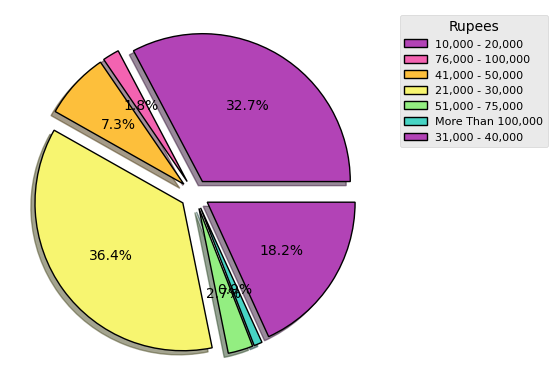 Rupees
10,000 - 20,000
76,000 - 100,000
41,000 - 50,000
21,000 - 30,000
51,000 - 75,000
More Than 100,000
31,000 - 40,000
32.7%
1.8%
7.3%
36.4%
2.7%
0.9%
18.2%